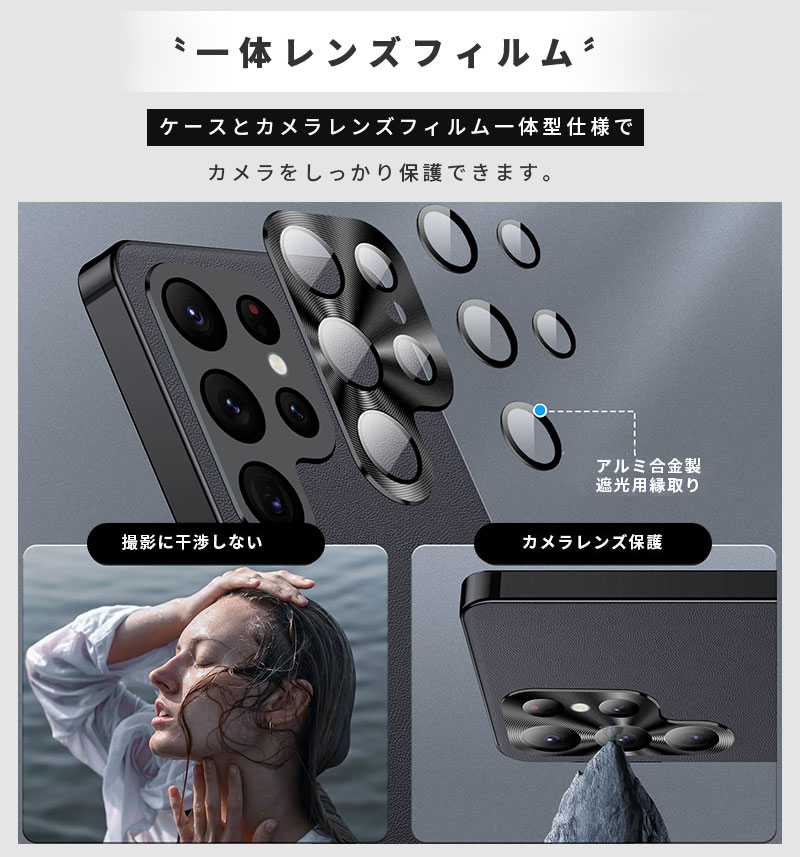 〝一体レンズフィルム〞
ケースとカメラレンズフィルム一体型仕様で
カメラをしっかり保護できます。
アルミ合金製
遮光用縁取り
撮影に干渉しない
カメラレンズ保護